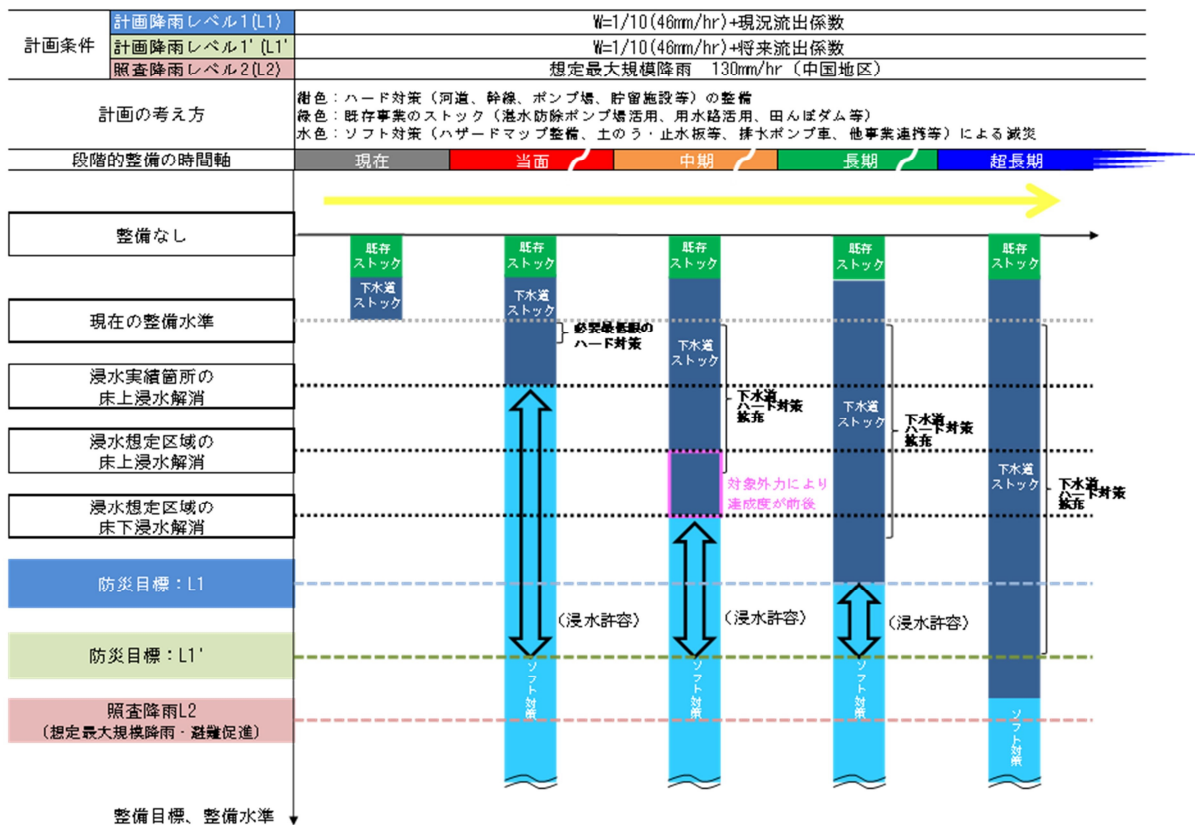 計画条件
計画降雨レベル1(L1)
W=1/10(46mm/hr)+現況流出係数
計画降雨レベル1'(L1'
W=1/10(46mm/hr)+将来流出係数
照査降雨レベル2(L2)
想定最大規模降雨 130mm/hr(中国地区)
計画の考え方
紺色:ハード対策(河道、幹線、ポンプ場、貯留施設等)の整備
緑色:既存事業のストック(湛水防除ポンプ場活用、用水路活用、田んぼダム等)
水色:ソフト対策(ハザードマップ整備、土のう・止水板等、排水ポンプ車、他事業連携等)による減災
段階的整備の時間軸
現在
当面
中期
長期
超長期
整備なし
既存
ストック
既存
ストック
既存
ストック
既存
ストック
既存
ストック
下水道
ストック
下水道
ストック
現在の整備水準
必要最低限の
ハード対策
下水道
ストック
浸水実績箇所の
床上浸水解消
下水道
ハード対策
拡充
下水道
ストック
下水道
ハード対策
拡充
浸水想定区域の
床上浸水解消
下水道
ストック
下水道
ハード対策
拡充
対象外力により
達成度が前後
浸水想定区域の
床下浸水解消
防災目標:L1
(浸水許容)
(浸水許容)
(浸水許容)
防災目標:L1'
ソフト対策
ソフト対策
ソフト対策
照査降雨L2
(想定最大規模降雨・避難促進)
ソフト対策
整備目標、整備水準